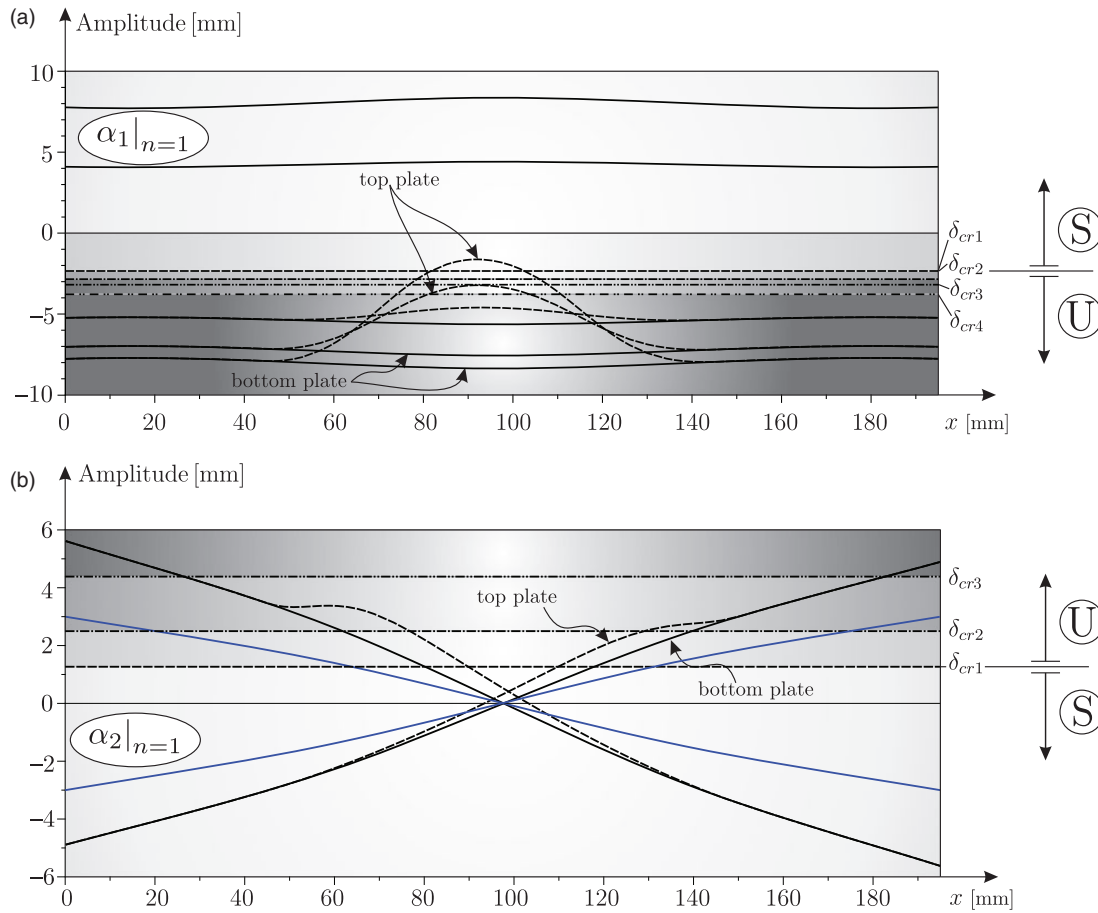 (a)
Amplitude [mm]
10
5
0
−5
−10
α₁|ₙ₌₁
top plate
bottom plate
δcr1
δcr2
δcr3
δcr4
S
U
0 20 40 60 80 100 120 140 160 180 x [mm]
(b)
Amplitude [mm]
6
4
2
0
−2
−4
−6
α₂|ₙ₌₁
top plate
bottom plate
δcr3
δcr2
δcr1
U
S
0 20 40 60 80 100 120 140 160 180 x [mm]